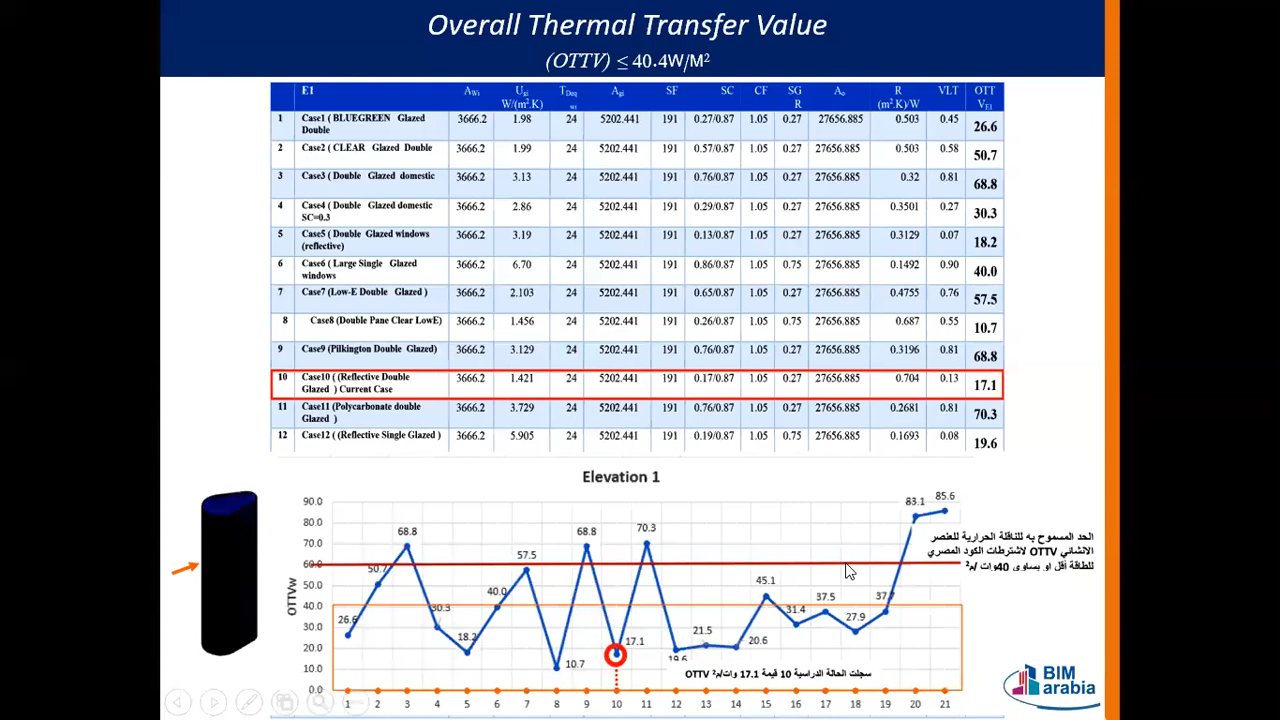 Overall Thermal Transfer Value
(OTTV) ≤ 40.4W/M²
E1 A_Wi U_gi W/(m².K) T_Deq wi A_gi SF SC CF SG R A_o R (m².K)/W VLT OTT V_E1
1 Case1 ( BLUEGREEN Glazed Double 3666.2 1.98 24 5202.441 191 0.27/0.87 1.05 0.27 27656.885 0.503 0.45 26.6
2 Case2 ( CLEAR Glazed Double 3666.2 1.99 24 5202.441 191 0.57/0.87 1.05 0.27 27656.885 0.503 0.58 50.7
3 Case3 ( Double Glazed domestic 3666.2 3.13 24 5202.441 191 0.76/0.87 1.05 0.27 27656.885 0.32 0.81 68.8
4 Case4 ( Double Glazed domestic SC=0.3 3666.2 2.86 24 5202.441 191 0.29/0.87 1.05 0.27 27656.885 0.3501 0.27 30.3
5 Case5 ( Double Glazed windows (reflective) 3666.2 3.19 24 5202.441 191 0.13/0.87 1.05 0.27 27656.885 0.3129 0.07 18.2
6 Case6 ( Large Single Glazed windows 3666.2 6.70 24 5202.441 191 0.86/0.87 1.05 0.75 27656.885 0.1492 0.90 40.0
7 Case7 (Low-E Double Glazed ) 3666.2 2.103 24 5202.441 191 0.65/0.87 1.05 0.27 27656.885 0.4755 0.76 57.5
8 Case8 (Double Pane Clear LowE) 3666.2 1.456 24 5202.441 191 0.26/0.87 1.05 0.75 27656.885 0.687 0.55 10.7
9 Case9 (Pilkington Double Glazed) 3666.2 3.129 24 5202.441 191 0.76/0.87 1.05 0.27 27656.885 0.3196 0.81 68.8
10 Case10 ( (Reflective Double Glazed ) Current Case 3666.2 1.421 24 5202.441 191 0.17/0.87 1.05 0.27 27656.885 0.704 0.13 17.1
11 Case11 (Polycarbonate double Glazed ) 3666.2 3.729 24 5202.441 191 0.76/0.87 1.05 0.27 27656.885 0.2681 0.81 70.3
12 Case12 ( (Reflective Single Glazed ) 3666.2 5.905 24 5202.441 191 0.19/0.87 1.05 0.75 27656.885 0.1693 0.08 19.6
Elevation 1
OTTVw
90.0
80.0
70.0
60.0
50.0
40.0
30.0
20.0
10.0
0.0
26.6 50.7 68.8 30.3 18.2 40.0 57.5 10.7 68.8 17.1 70.3 19.6 21.5 20.6 45.1 31.4 37.5 27.9 37.7 83.1 85.6
1 2 3 4 5 6 7 8 9 10 11 12 13 14 15 16 17 18 19 20 21
الحد المسموح به للناقلة الحرارية للعنصر
الانشائي OTTV لاشترطات الكود المصري
للطاقة أقل او يساوى 40وات /م²
سجلت الحالة الدراسية 10 قيمة 17.1 وات/م² OTTV
BIM
arabia